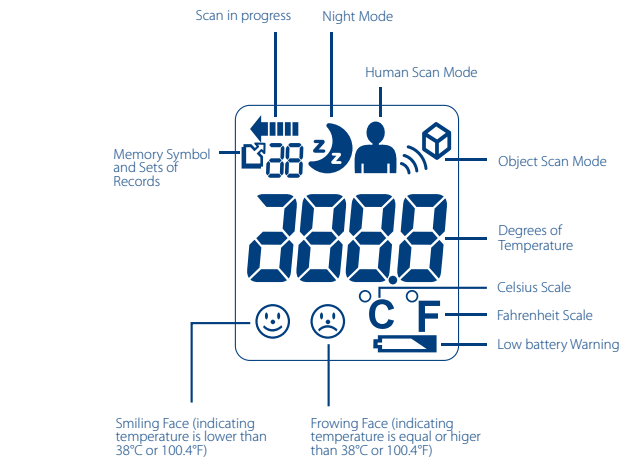 Scan in progress
Night Mode
Human Scan Mode
Memory Symbol
and Sets of
Records
z
z
38
Object Scan Mode
8888
Degrees of
Temperature
Celsius Scale
°C
°F
Fahrenheit Scale
Low battery Warning
Smiling Face (indicating
temperature is lower than
38°C or 100.4°F)
Frowing Face (indicating
temperature is equal or higer
than 38°C or 100.4°F)